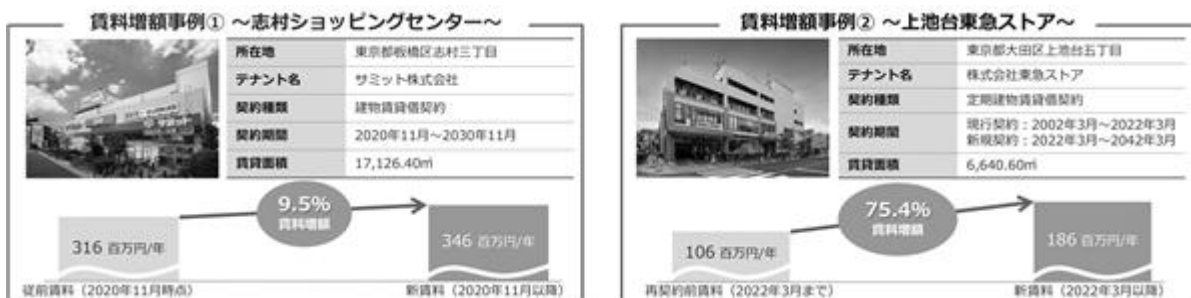 賃料増額事例① ～志村ショッピングセンター～
所在地 東京都板橋区志村三丁目
テナント名 サミット株式会社
契約種類 建物賃貸借契約
契約期間 2020年11月～2030年11月
賃貸面積 17,126.40㎡
9.5%
賃料増額
316 百万円/年
346 百万円/年
従前賃料（2020年11月時点）
新賃料（2020年11月以降）
賃料増額事例② ～上池台東急ストア～
所在地 東京都大田区上池台五丁目
テナント名 株式会社東急ストア
契約種類 定期建物賃貸借契約
契約期間 現行契約：2002年3月～2022年3月
新規契約：2022年3月～2042年3月
賃貸面積 6,640.60㎡
75.4%
賃料増額
106 百万円/年
186 百万円/年
再契約前賃料（2022年3月まで）
新賃料（2022年3月以降）